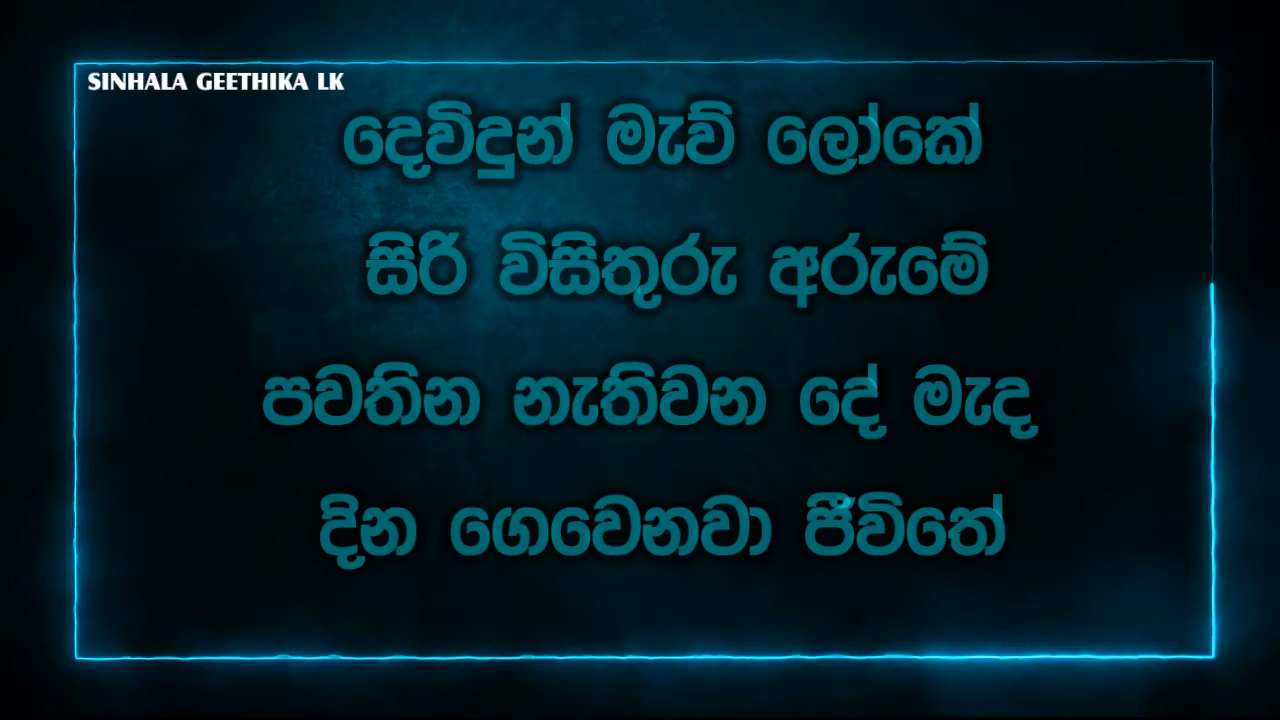 SINHALA GEETHIKA LK
දෙවිදුන් මැව් ලෝකේ
සිරි විසිතුරු අරුමේ
පවතින නැතිවන දේ මැද
දින ගෙවෙනවා ජීවිතේ